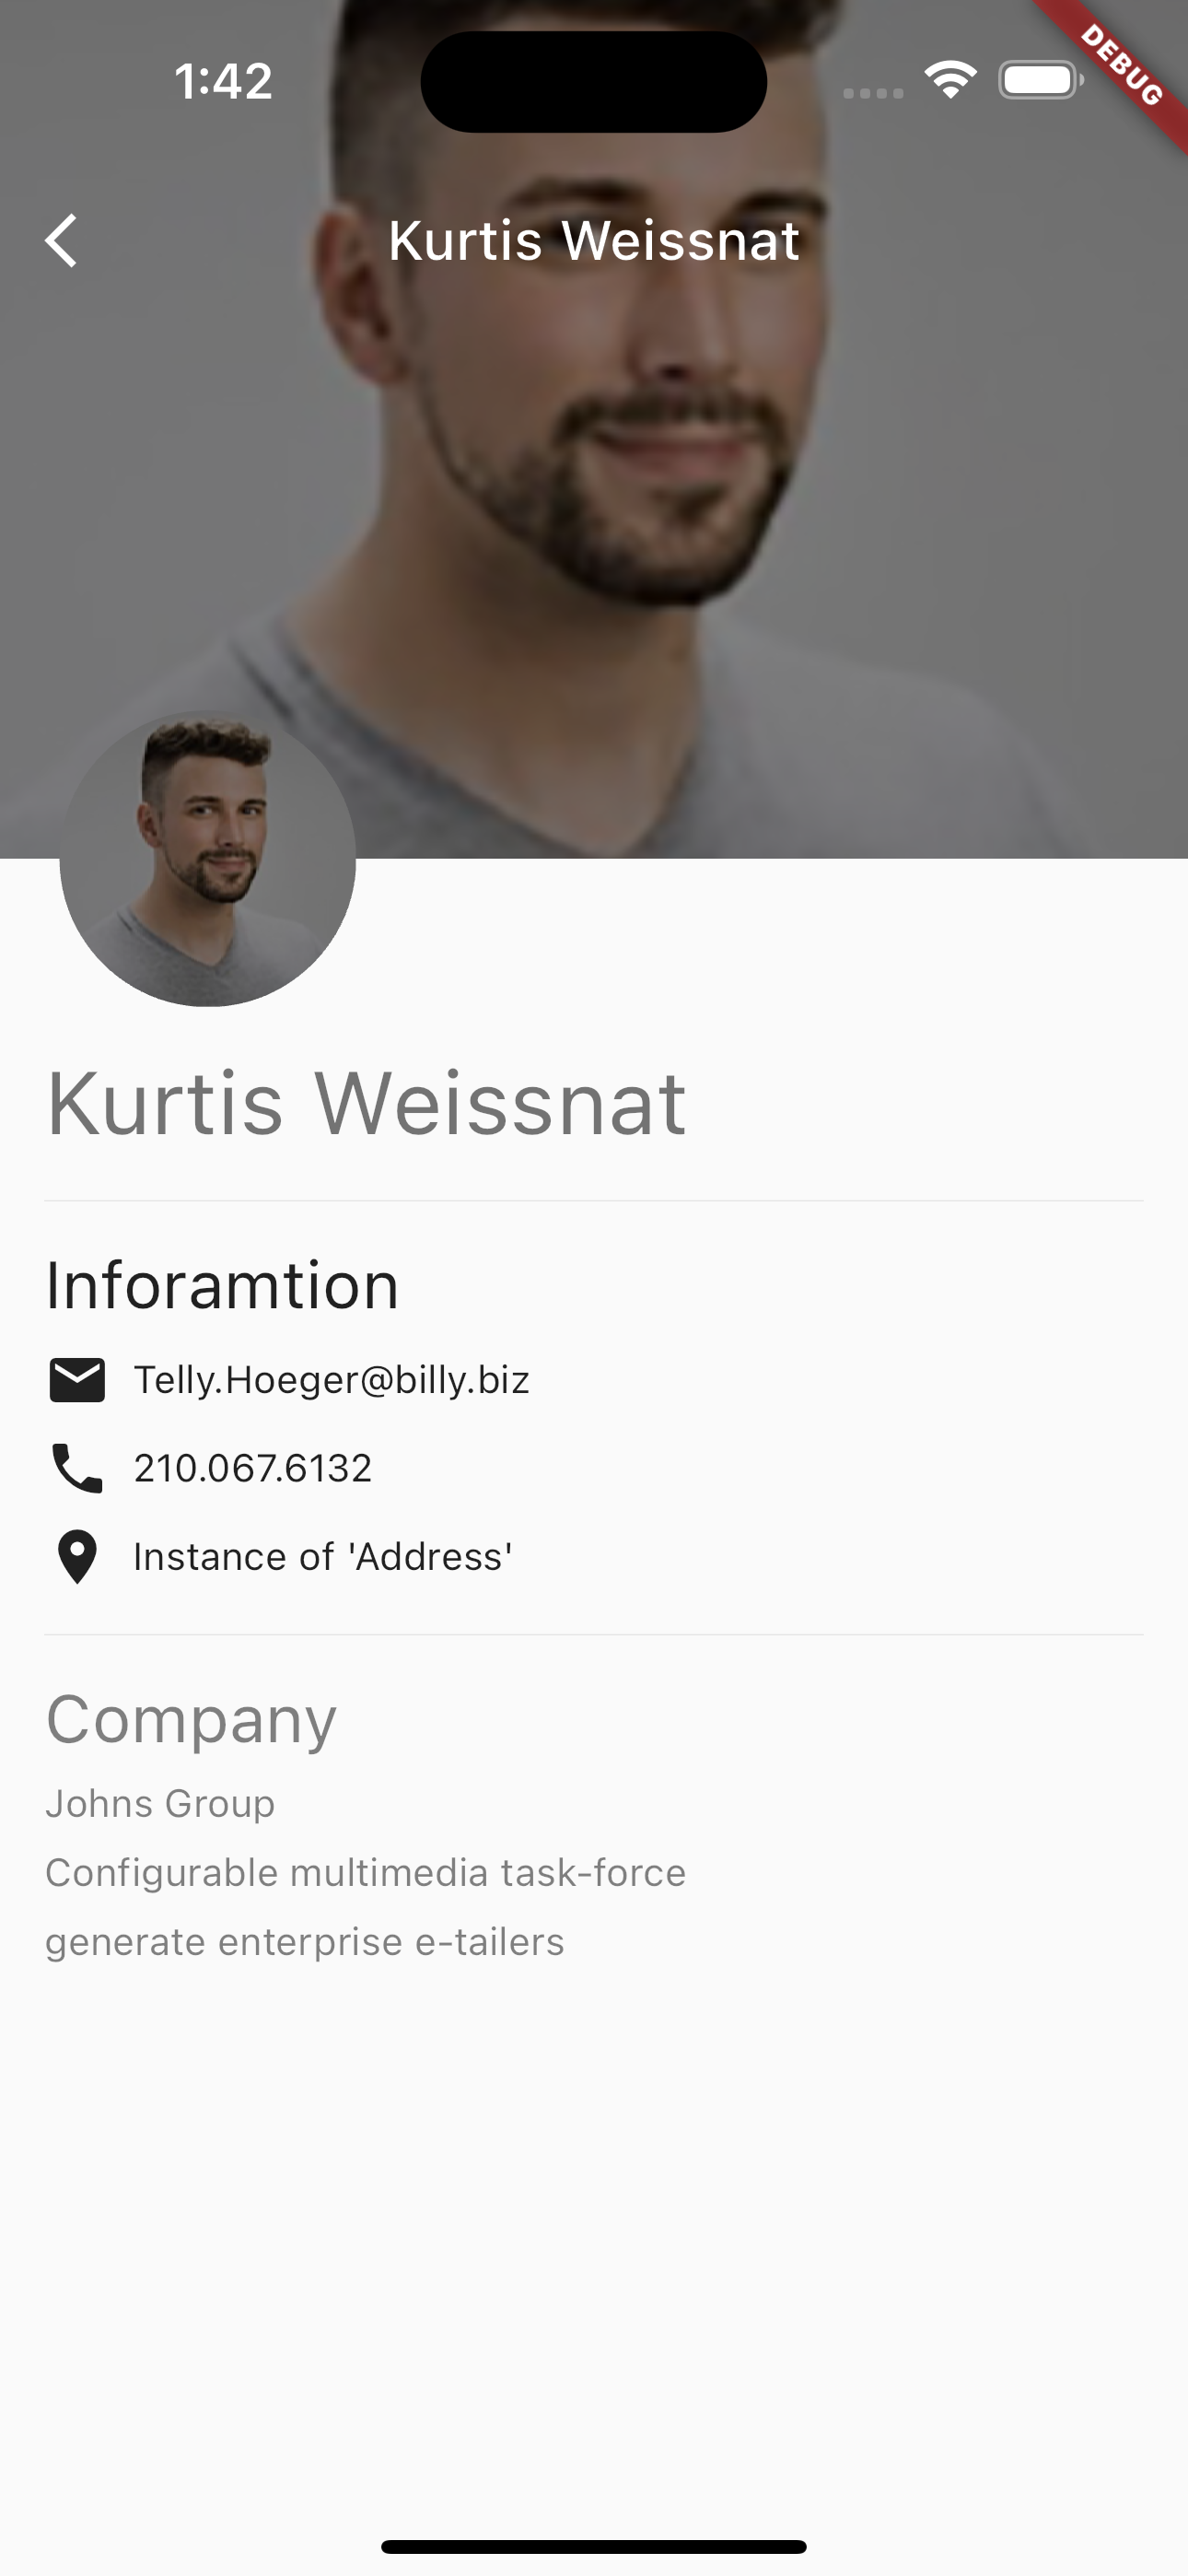 1:42
DEBUG
Kurtis Weissnat
Kurtis Weissnat
Inforamtion
Telly.Hoeger@billy.biz
210.067.6132
Instance of 'Address'
Company
Johns Group
Configurable multimedia task-force
generate enterprise e-tailers